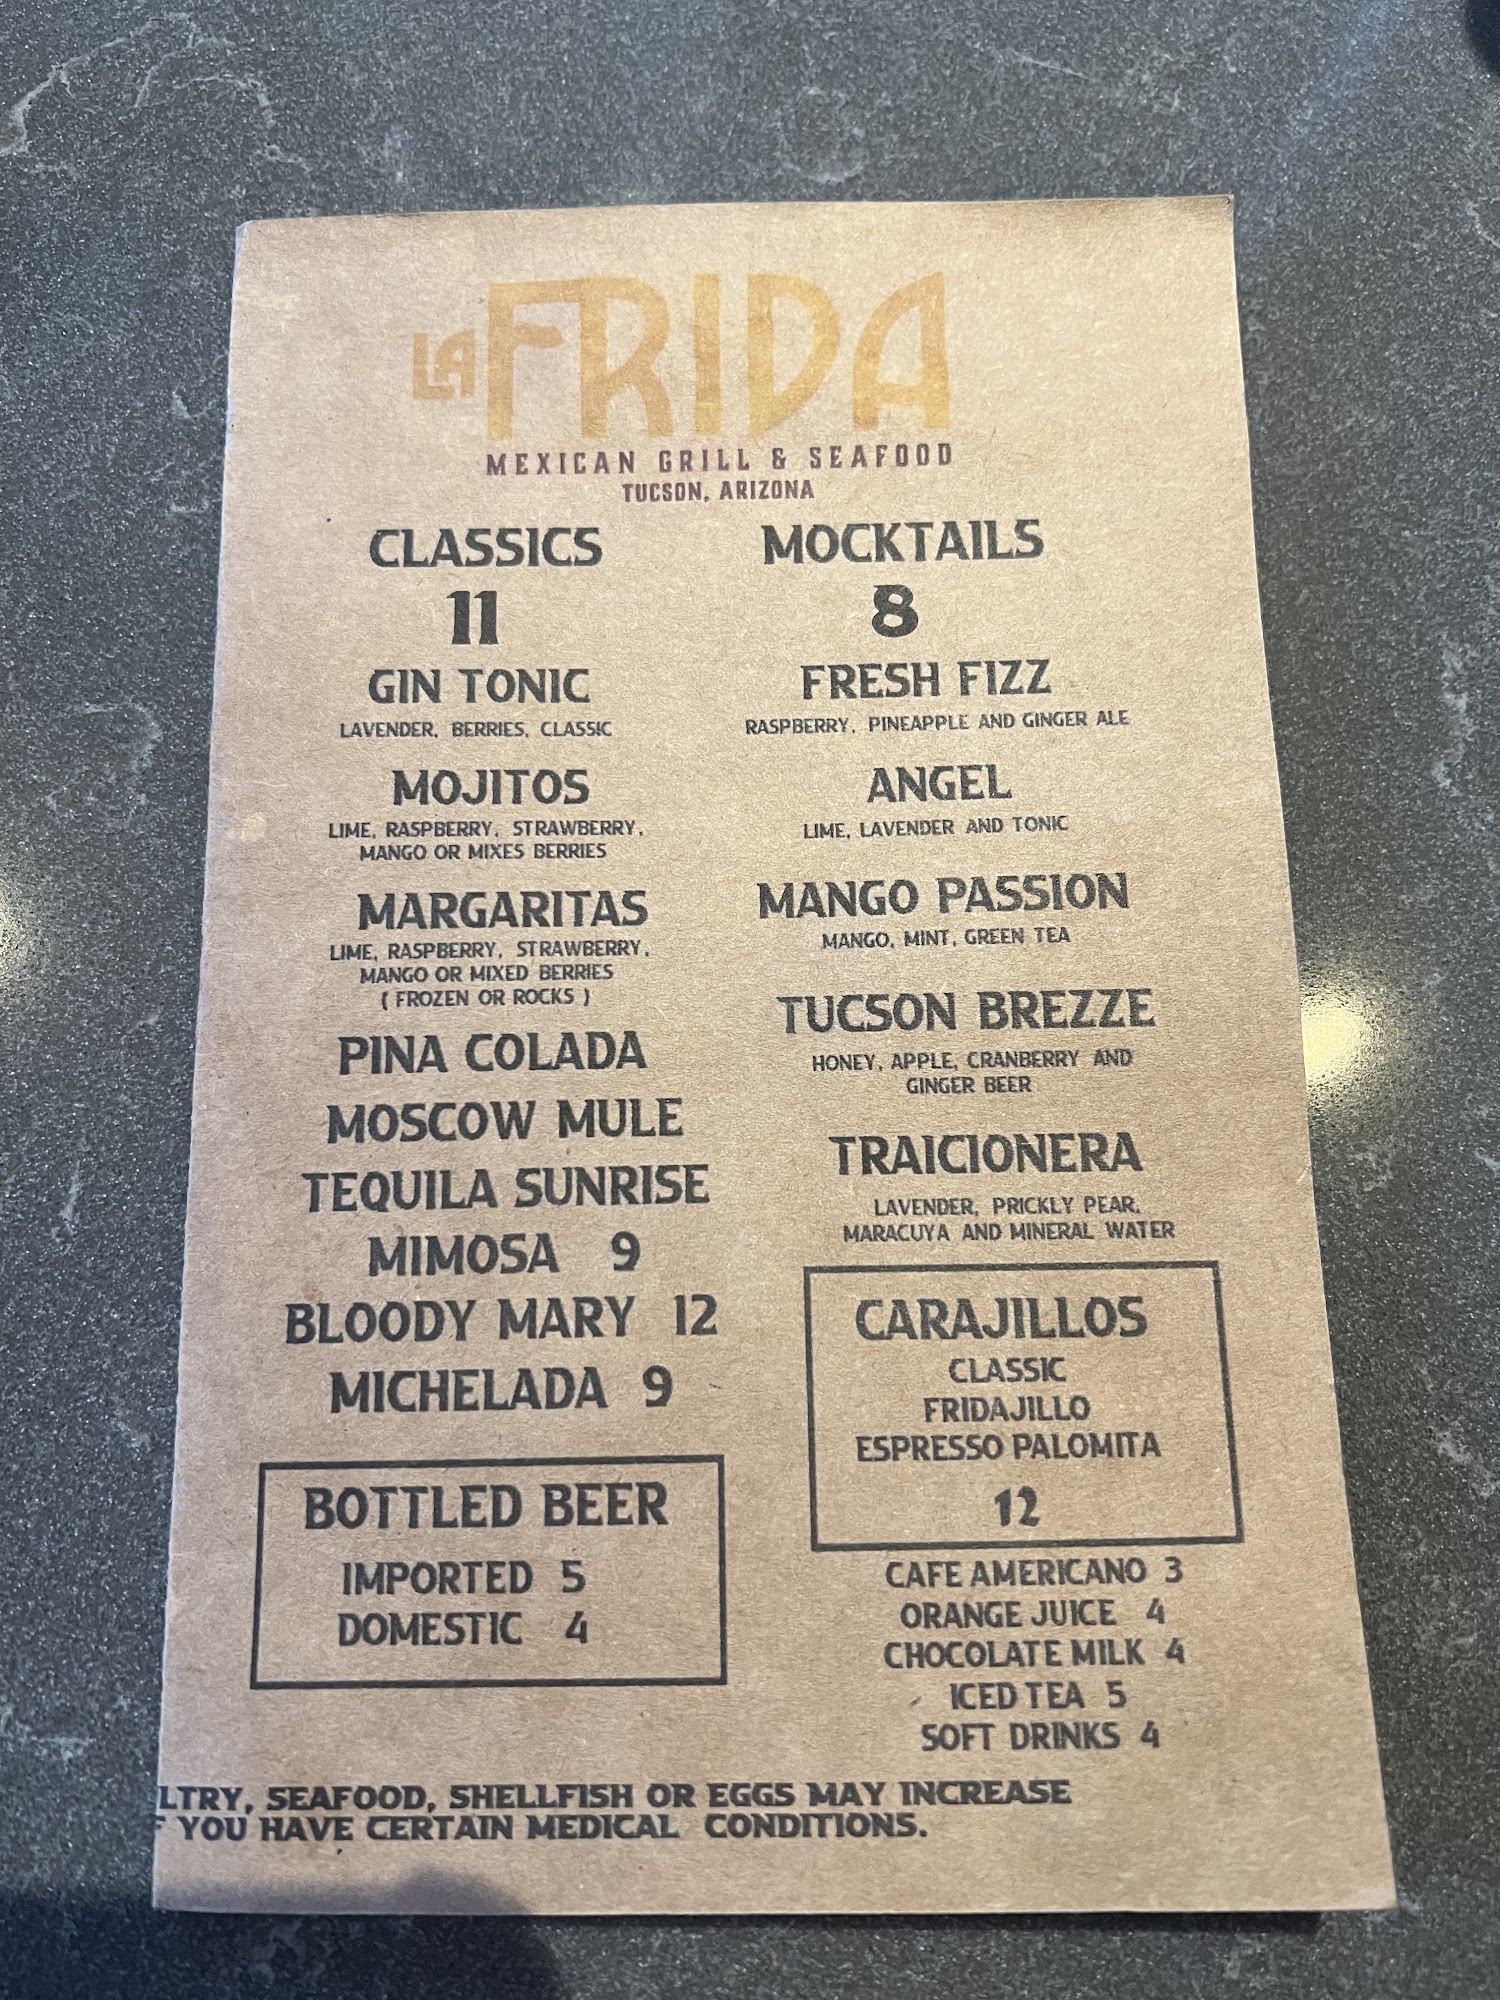 LA FRIDA
MEXICAN GRILL & SEAFOOD
TUCSON, ARIZONA
CLASSICS
11
GIN TONIC
LAVENDER, BERRIES, CLASSIC
MOJITOS
LIME, RASPBERRY, STRAWBERRY,
MANGO OR MIXES BERRIES
MARGARITAS
LIME, RASPBERRY, STRAWBERRY,
MANGO OR MIXED BERRIES
( FROZEN OR ROCKS )
PINA COLADA
MOSCOW MULE
TEQUILA SUNRISE
MIMOSA 9
BLOODY MARY 12
MICHELADA 9
BOTTLED BEER
IMPORTED 5
DOMESTIC 4
MOCKTAILS
8
FRESH FIZZ
RASPBERRY, PINEAPPLE AND GINGER ALE
ANGEL
LIME, LAVENDER AND TONIC
MANGO PASSION
MANGO, MINT, GREEN TEA
TUCSON BREZZE
HONEY, APPLE, CRANBERRY AND
GINGER BEER
TRAICIONERA
LAVENDER, PRICKLY PEAR,
MARACUYA AND MINERAL WATER
CARAJILLOS
CLASSIC
FRIDAJILLO
ESPRESSO PALOMITA
12
CAFE AMERICANO 3
ORANGE JUICE 4
CHOCOLATE MILK 4
ICED TEA 5
SOFT DRINKS 4
LTRY, SEAFOOD, SHELLFISH OR EGGS MAY INCREASE
YOU HAVE CERTAIN MEDICAL CONDITIONS.